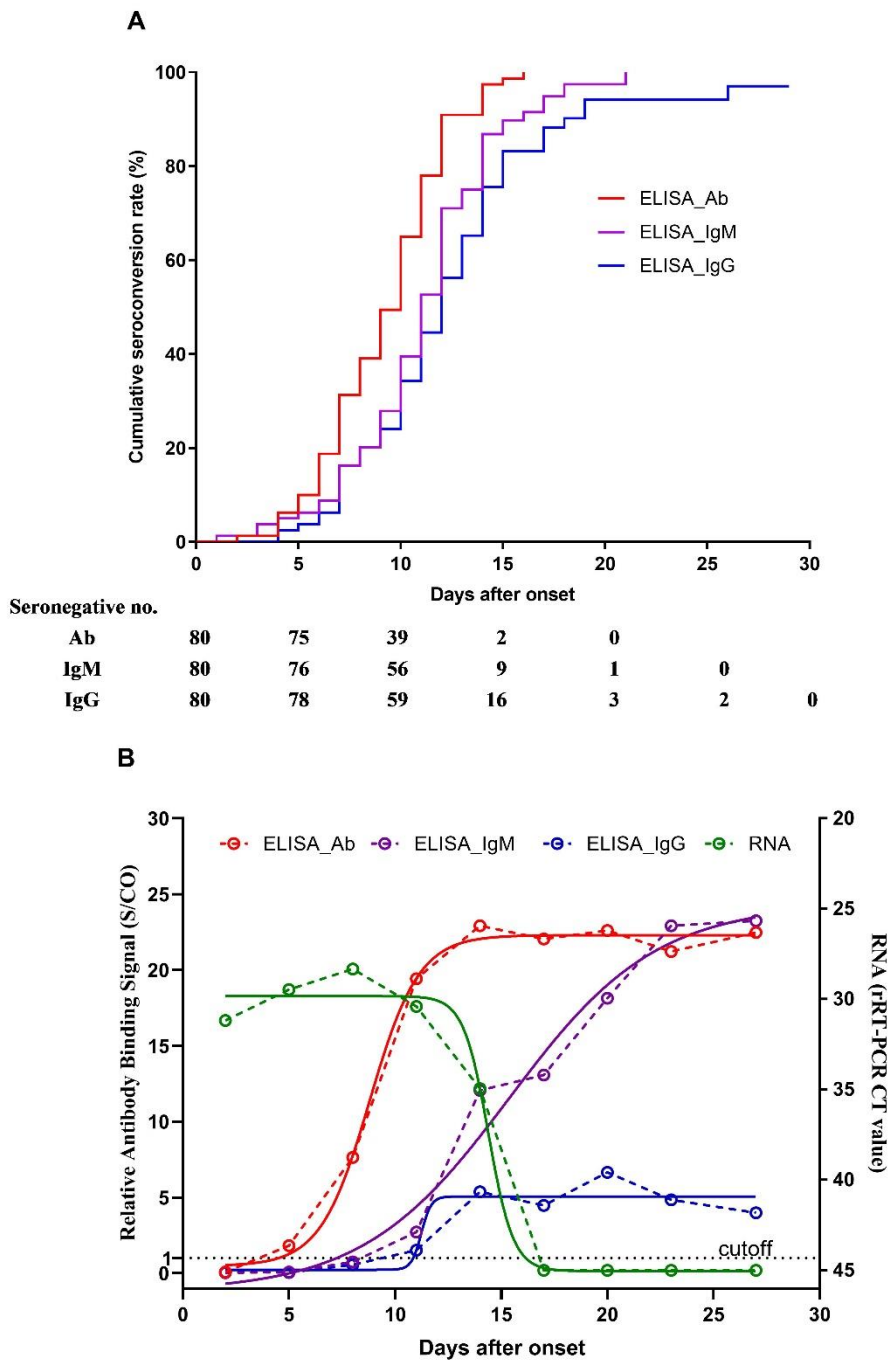 A
100
80
60
40
20
0
Cumulative seroconversion rate (%)
ELISA_Ab
ELISA_IgM
ELISA_IgG
0 5 10 15 20 25 30
Days after onset
Seronegative no.
Ab 80 75 39 2 0
IgM 80 76 56 9 1 0
IgG 80 78 59 16 3 2 0
B
30
25
20
15
10
5
1
0
Relative Antibody Binding Signal (S/CO)
ELISA_Ab ELISA_IgM ELISA_IgG RNA
20
25
30
35
40
45
RNA (rRT-PCR CT
value)
cutoff
0 5 10 15 20 25 30
Days after onset